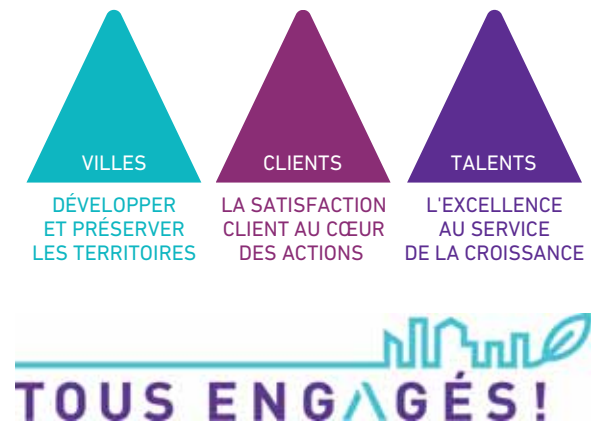 VILLES
DÉVELOPPER
ET PRÉSERVER
LES TERRITOIRES
CLIENTS
LA SATISFACTION
CLIENT AU CŒUR
DES ACTIONS
TALENTS
L'EXCELLENCE
AU SERVICE
DE LA CROISSANCE
TOUS ENGAGÉS!